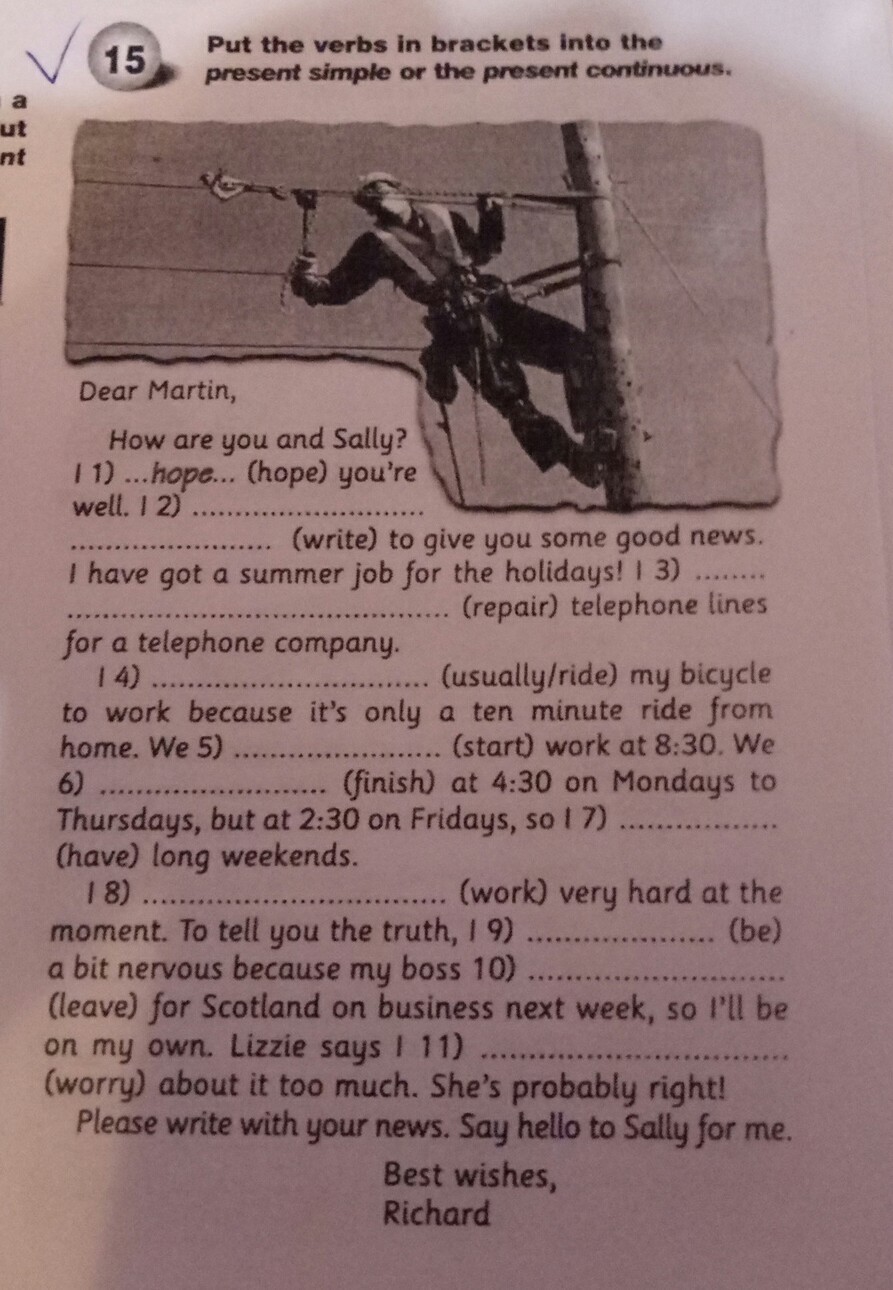 15
Put the verbs in brackets into the
present simple or the present continuous.
a
ut
nt
Dear Martin,
How are you and Sally?
I 1) ...hope... (hope) you're
well. I 2) ..........................
...................... (write) to give you some good news.
I have got a summer job for the holidays! I 3) ........
.......................................... (repair) telephone lines
for a telephone company.
I 4) ............................... (usually/ride) my bicycle
to work because it's only a ten minute ride from
home. We 5) ....................... (start) work at 8:30. We
6) ......................... (finish) at 4:30 on Mondays to
Thursdays, but at 2:30 on Fridays, so I 7) .................
(have) long weekends.
I 8) .................................. (work) very hard at the
moment. To tell you the truth, I 9) ..................... (be)
a bit nervous because my boss 10) ............................
(leave) for Scotland on business next week, so I'll be
on my own. Lizzie says I 11) ..................................
(worry) about it too much. She's probably right!
Please write with your news. Say hello to Sally for me.
Best wishes,
Richard